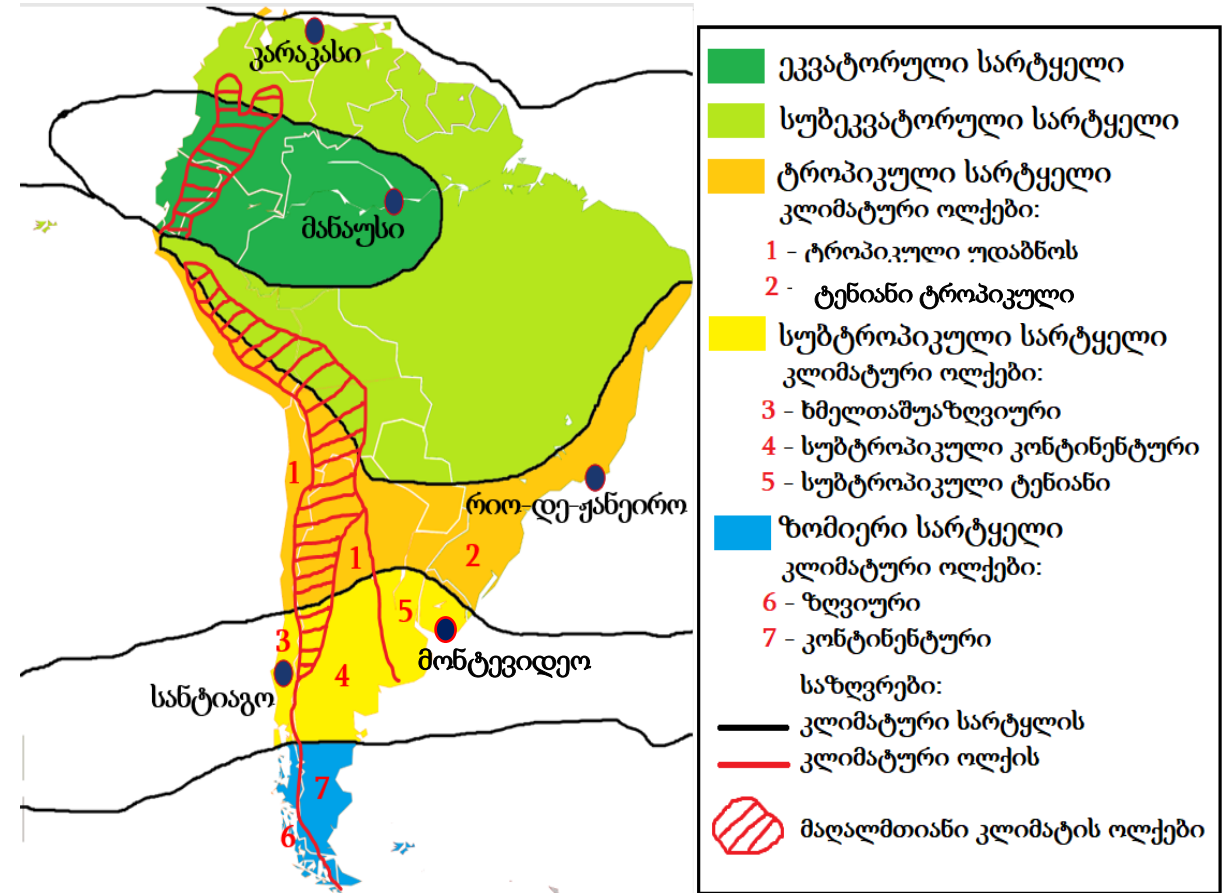 კარაკასი
მანაუსი
1
რიო-დე-ჟანეირო
1
2
5
3
4
მონტევიდეო
სანტიაგო
7
6
ეკვატორული სარტყელი
სუბეკვატორული სარტყელი
ტროპიკული სარტყელი
კლიმატური ოლქები:
1 - ტროპიკული უდაბნოს
2 - ტენიანი ტროპიკული
სუბტროპიკული სარტყელი
კლიმატური ოლქები:
3 - ხმელთაშუაზღვიური
4 - სუბტროპიკული კონტინენტური
5 - სუბტროპიკული ტენიანი
ზომიერი სარტყელი
კლიმატური ოლქები:
6 - ზღვიური
7 - კონტინენტური
საზღვრები:
კლიმატური სარტყლის
კლიმატური ოლქის
მაღალმთიანი კლიმატის ოლქები